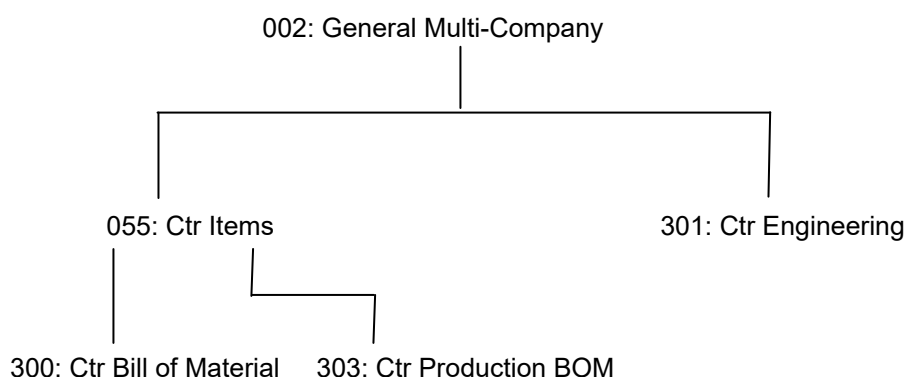 002: General Multi-Company
055: Ctr Items
301: Ctr Engineering
300: Ctr Bill of Material
303: Ctr Production BOM